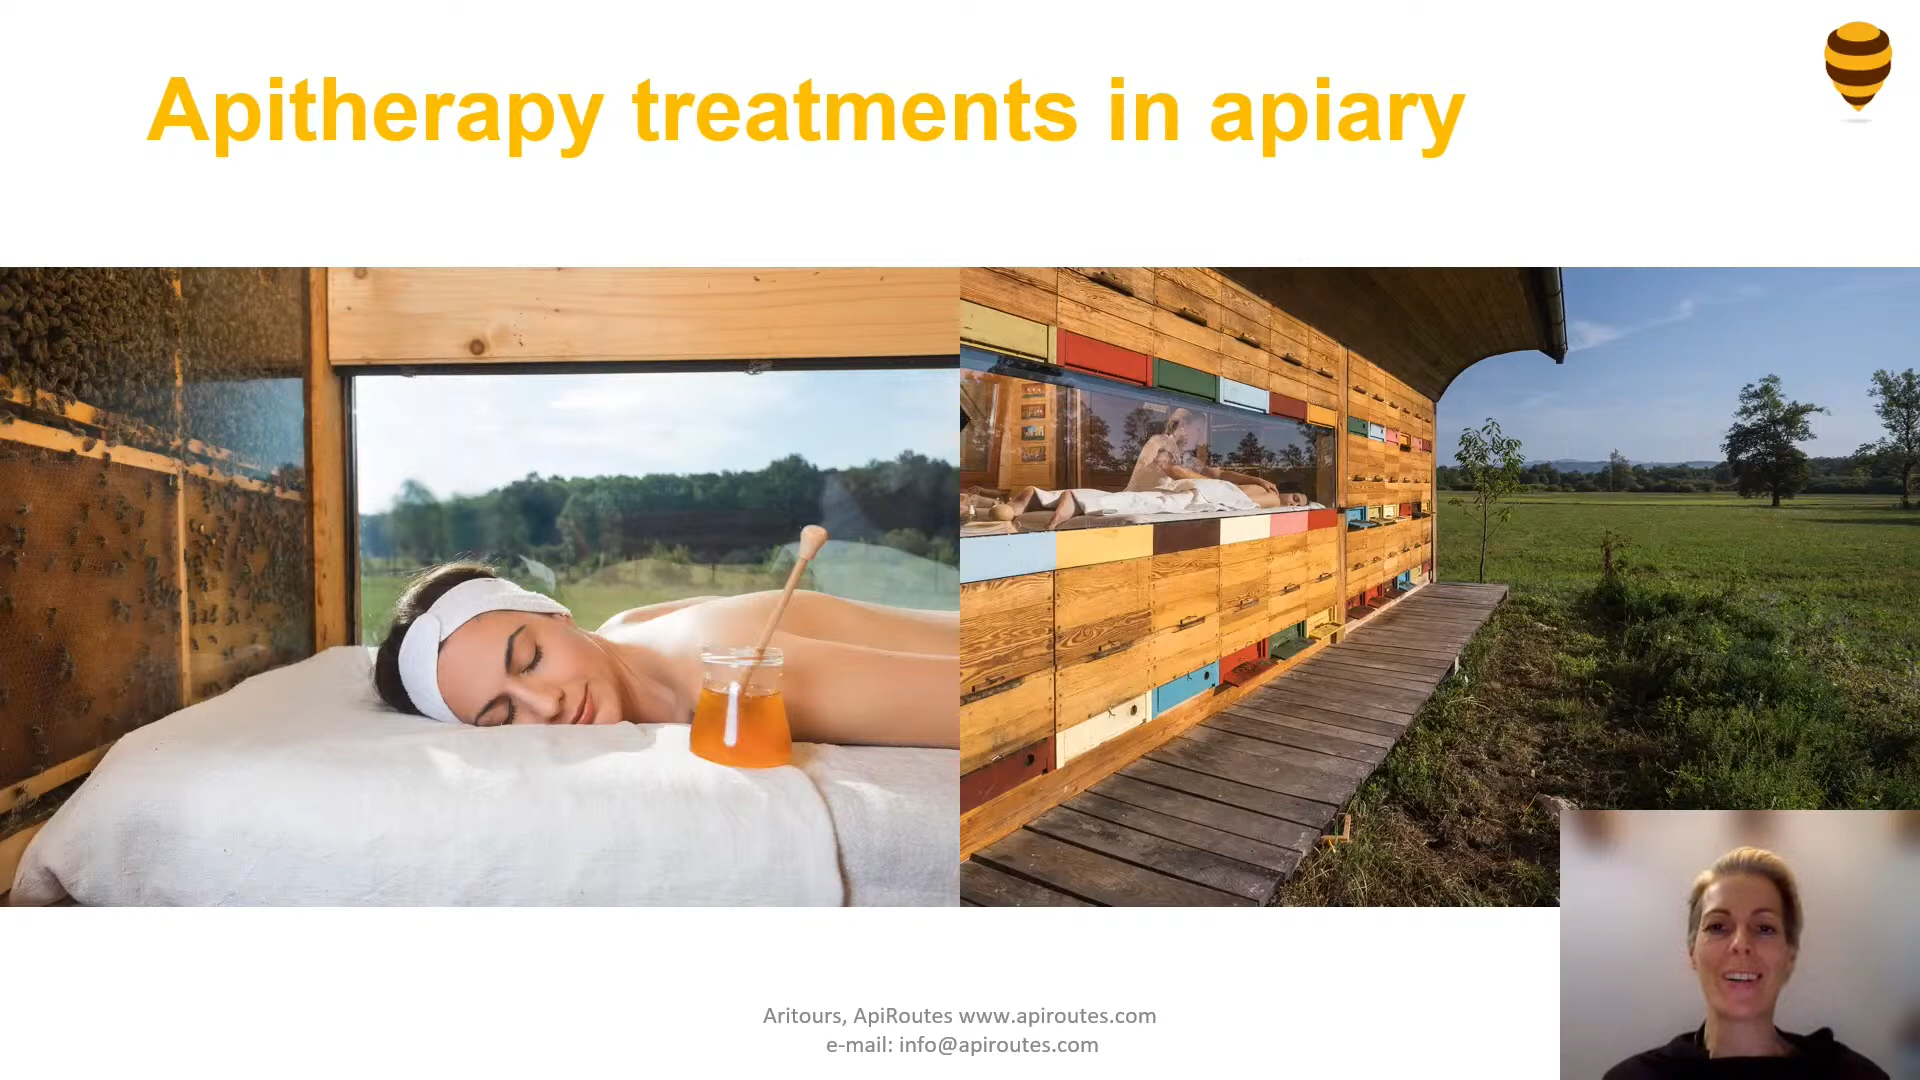 Apitherapy treatments in apiary
Aritours, ApiRoutes www.apiroutes.com
e-mail: info@apiroutes.com